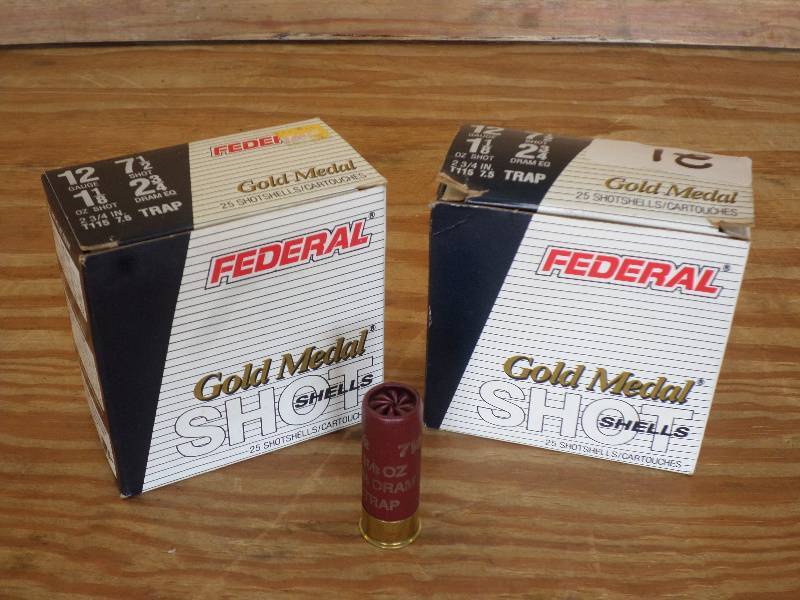 12 7½
GAUGE SHOT
1⅛ 2¾
OZ SHOT DRAM EQ
2 3/4 IN
T115 7.5 TRAP
Gold Medal
25 SHOTSHELLS/CARTOUCHES
FEDERAL®
Gold Medal®
SHOT
SHELLS
25 SHOTSHELLS/CARTOUCHES
12 7½
1⅛ 2¾
OZ SHOT DRAM EQ
2 3/4 IN
T115 7.5 TRAP
Gold Medal
25 SHOTSHELLS/CARTOUCHES
FEDERAL®
Gold Medal®
SHOT
SHELLS
25 SHOTSHELLS/CARTOUCHES
OZ
DRAM
TRAP